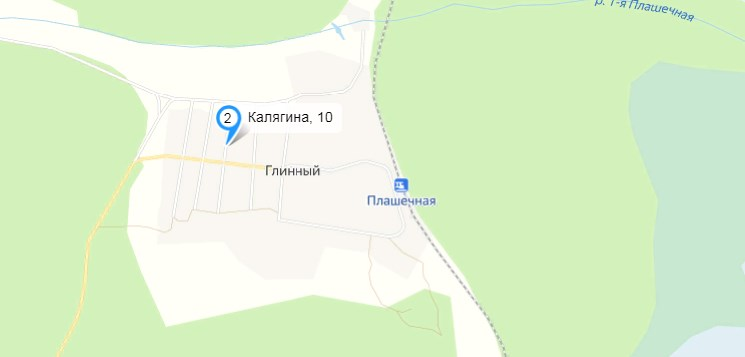 р. 1-я Плашечная
2
Калягина, 10
Глинный
Плашечная